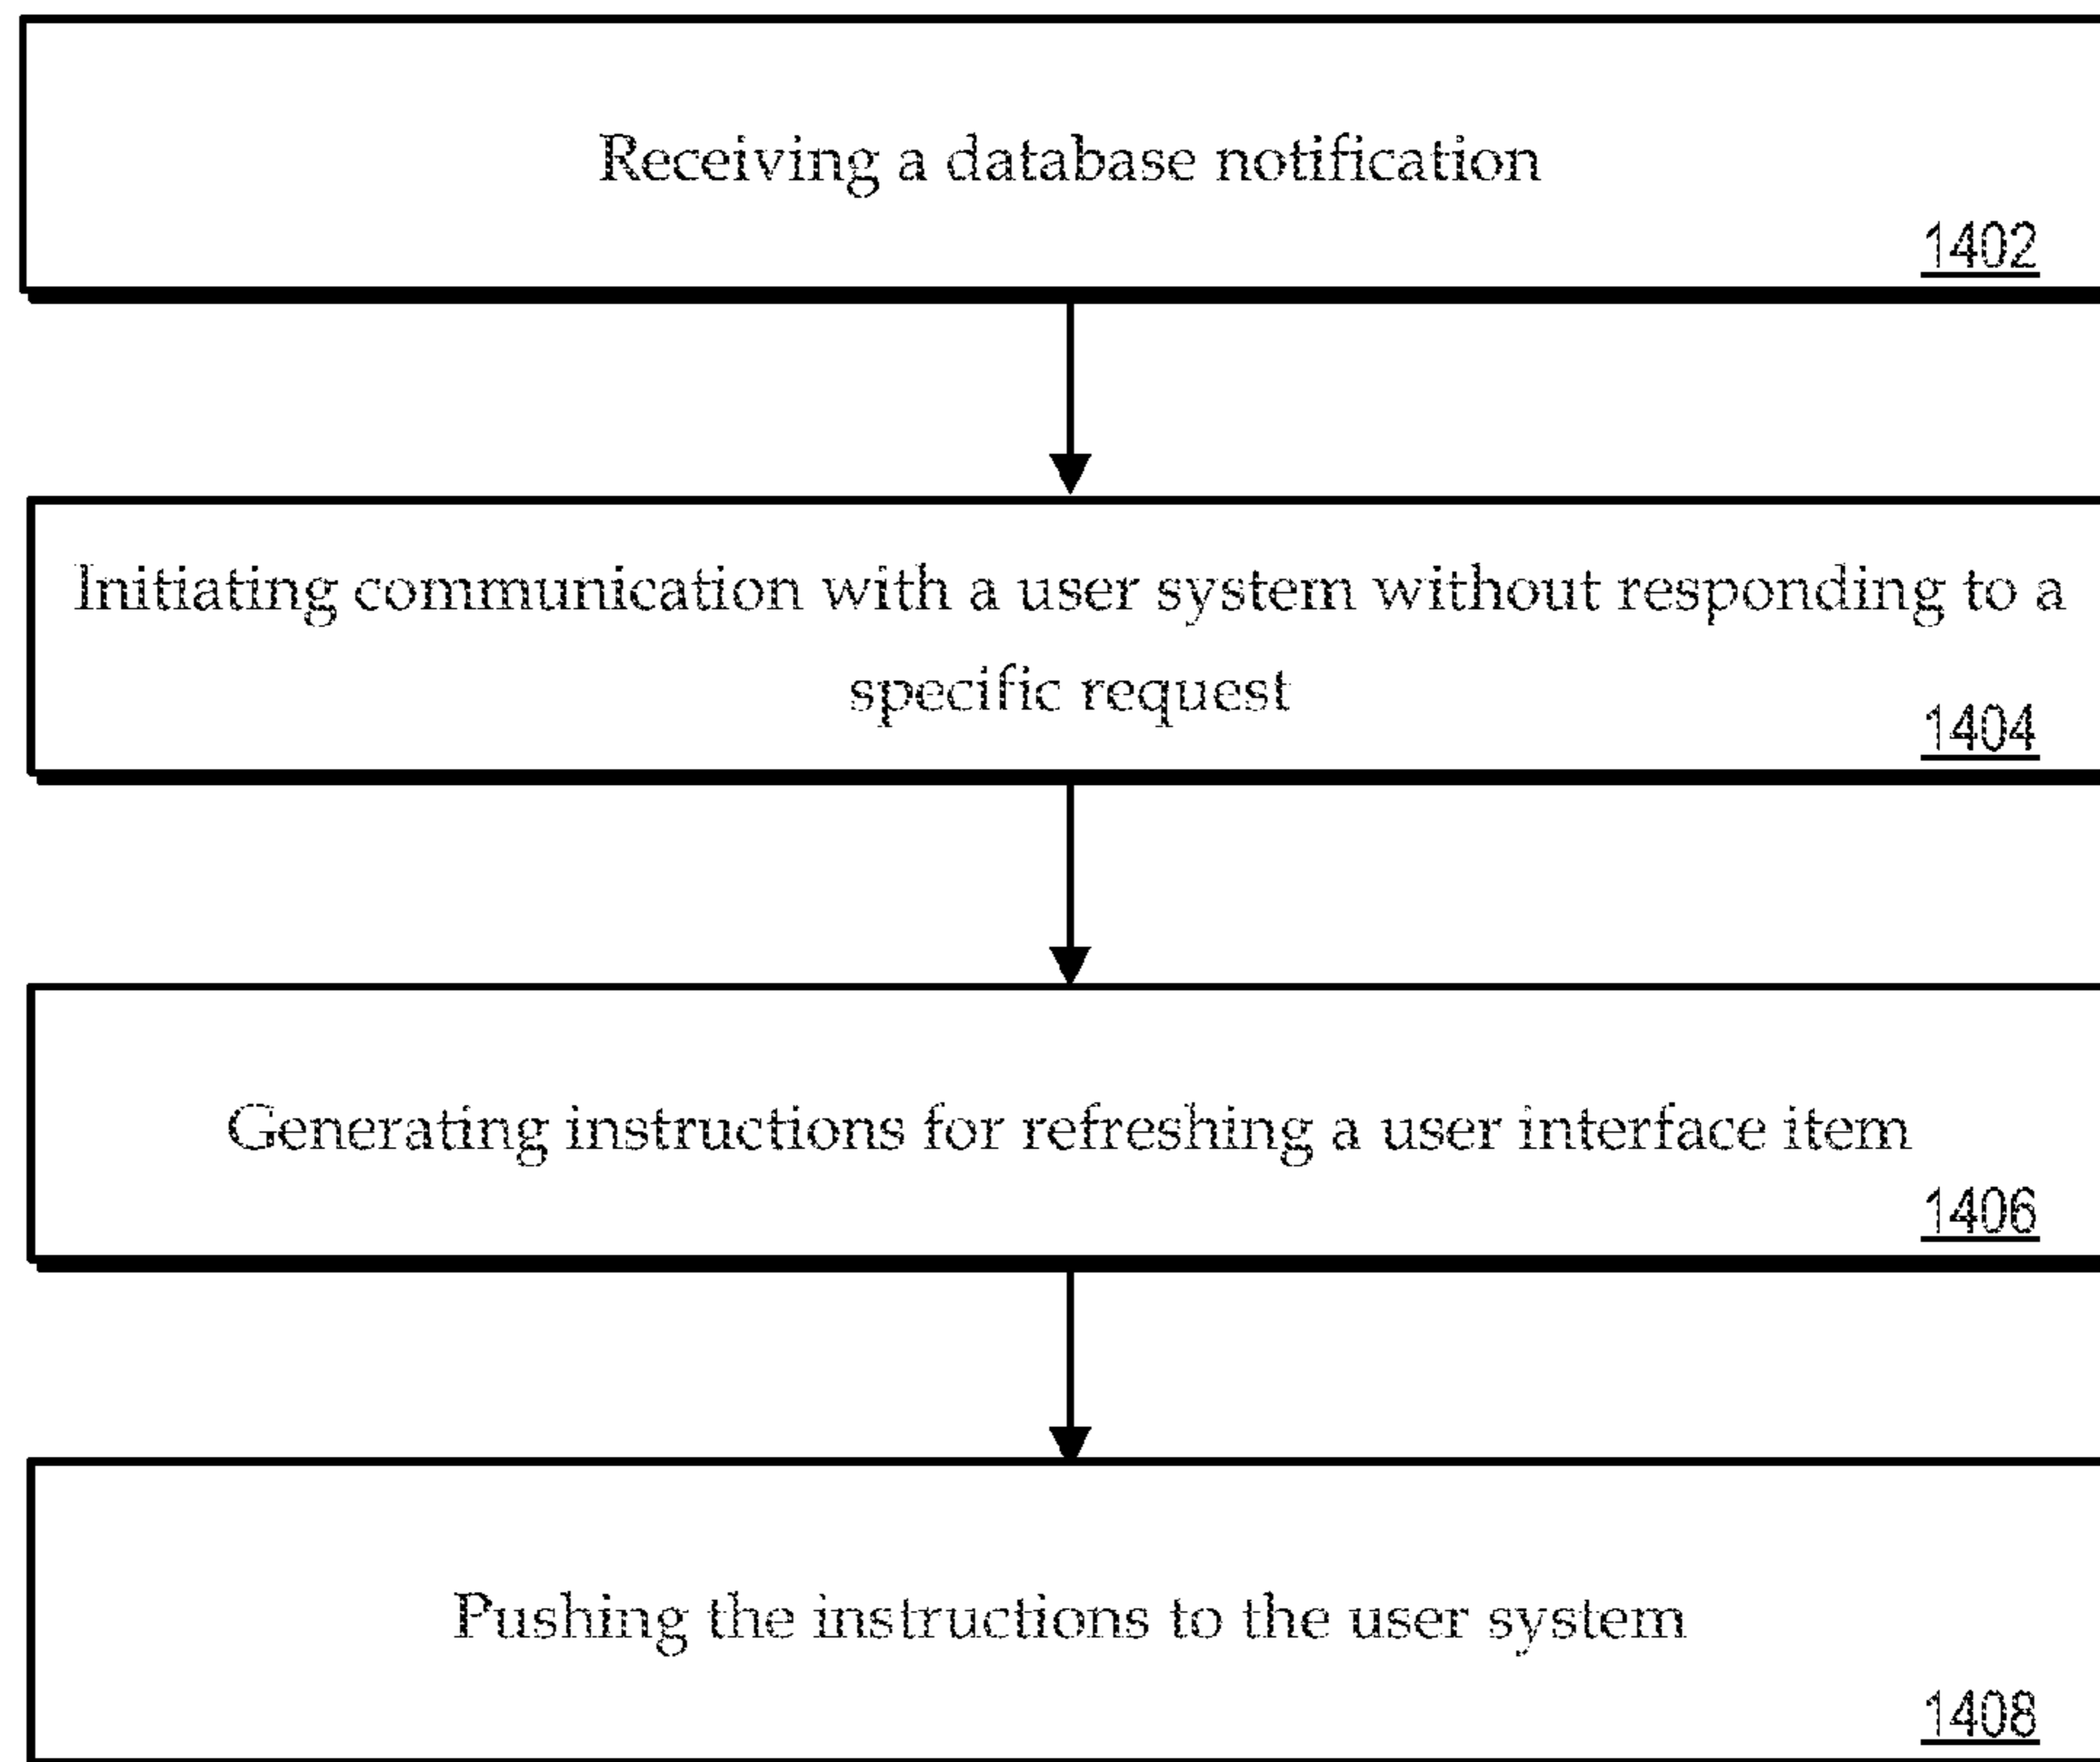 Receiving a database notification
1402
Initiating communication with a user system without responding to a
specific request
1404
Generating instructions for refreshing a user interface item
1406
Pushing the instructions to the user system
1408